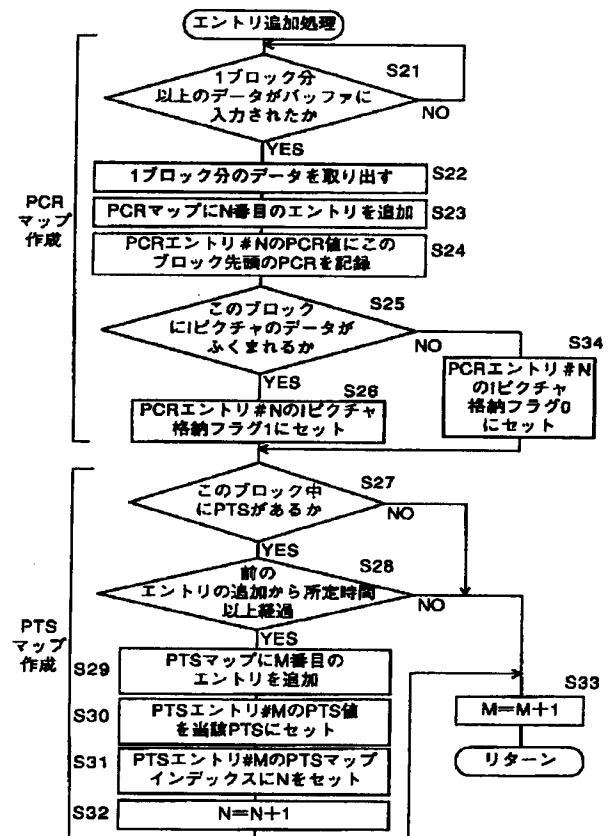 エントリ追加処理
1ブロック分
以上のデータがバッファに
入力されたか
S21
NO
YES
1ブロック分のデータを取り出す
S22
PCRマップにN番目のエントリを追加
S23
PCRエントリ#NのPCR値にこの
ブロック先頭のPCRを記録
S24
PCR
マップ
作成
このブロック
にIピクチャのデータが
ふくまれるか
S25
NO
YES
S26
PCRエントリ#NのIピクチャ
格納フラグ1にセット
S34
PCRエントリ#N
のIピクチャ
格納フラグ0
にセット
このブロック中
にPTSがあるか
S27
NO
YES
前の
エントリの追加から所定時間
以上経過
S28
NO
YES
PTS
マップ
作成
S29
PTSマップにM番目の
エントリを追加
S30
PTSエントリ#MのPTS値
を当該PTSにセット
S31
PTSエントリ#MのPTSマップ
インデックスにNをセット
S32
N=N+1
S33
M=M+1
リターン